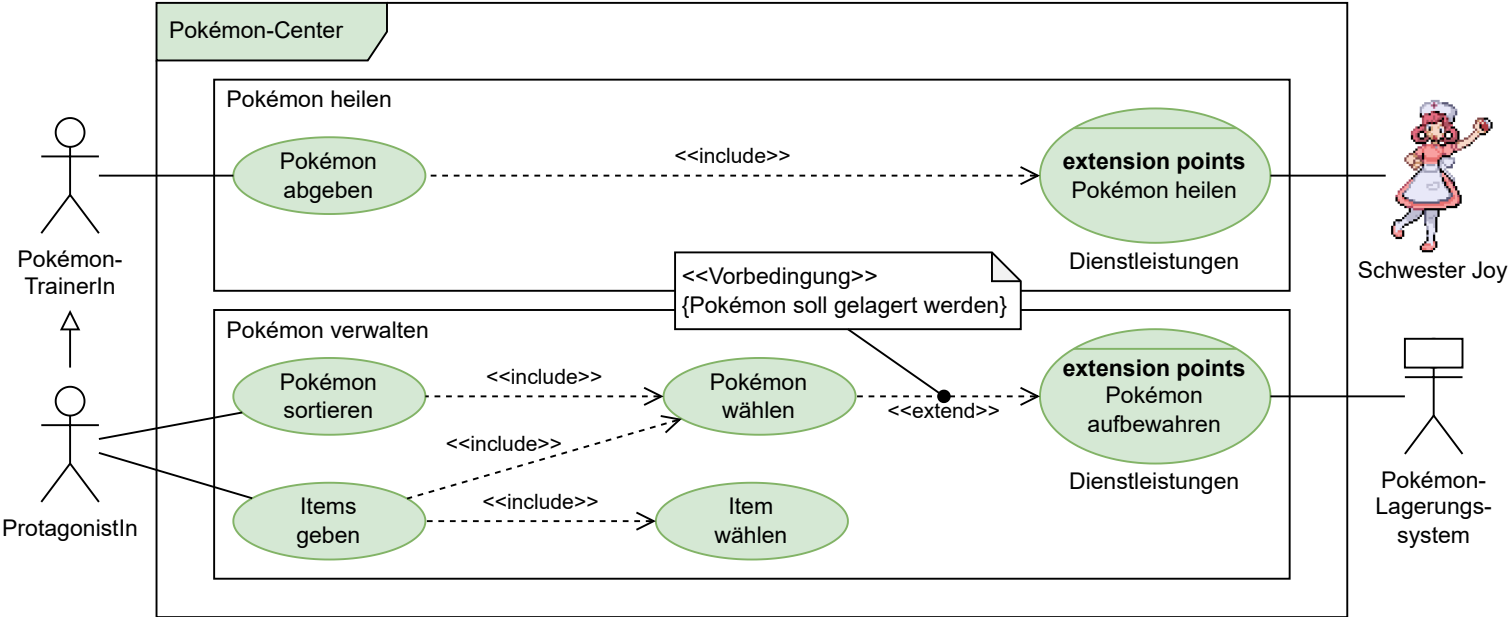 Pokémon-Center
Pokémon heilen
Pokémon
abgeben
<<include>>
extension points
Pokémon heilen
Dienstleistungen
Pokémon-
TrainerIn
Schwester Joy
<<Vorbedingung>>
{Pokémon soll gelagert werden}
Pokémon verwalten
Pokémon
sortieren
<<include>>
Pokémon
wählen
<<extend>>
extension points
Pokémon
aufbewahren
Dienstleistungen
<<include>>
Items
geben
<<include>>
Item
wählen
ProtagonistIn
Pokémon-
Lagerungs-
system